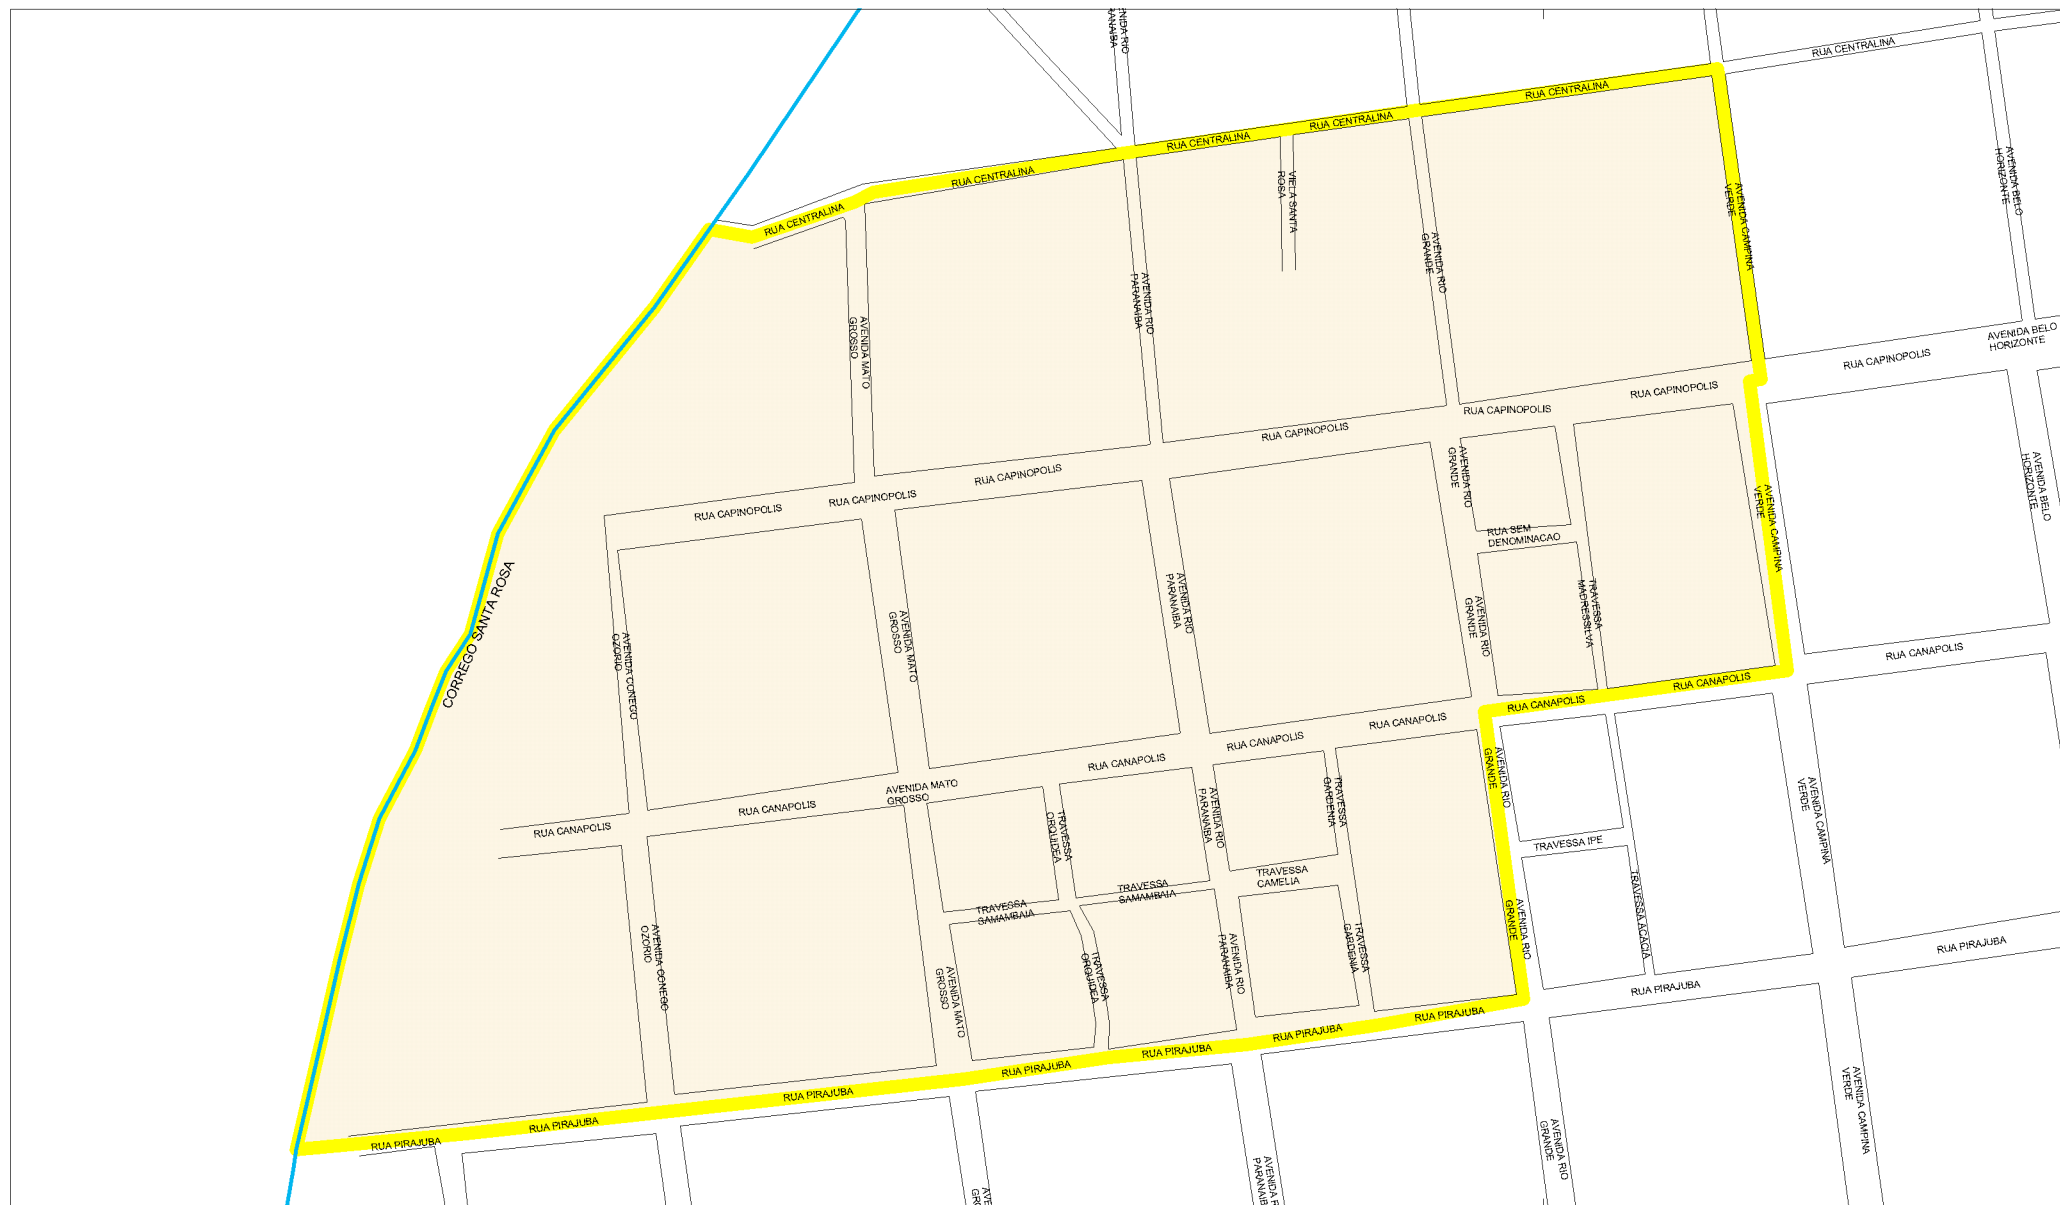 AVENIDA RIO
PARANAIBA
RUA CENTRALINA
RUA CENTRALINA
RUA CENTRALINA
RUA CENTRALINA
RUA CENTRALINA
RUA CENTRALINA
VIELA SANTA
ROSA
AVENIDA CAMPINA
VERDE
AVENIDA BELO
HORIZONTE
AVENIDA RIO
GRANDE
AVENIDA RIO
PARANAIBA
AVENIDA MATO
GROSSO
AVENIDA BELO
HORIZONTE
RUA CAPINOPOLIS
RUA CAPINOPOLIS
RUA CAPINOPOLIS
RUA CAPINOPOLIS
RUA CAPINOPOLIS
RUA CAPINOPOLIS
RUA CAPINOPOLIS
AVENIDA RIO
GRANDE
AVENIDA CAMPINA
VERDE
AVENIDA BELO
HORIZONTE
RUA SEM
DENOMINACAO
CORREGO SANTA ROSA
AVENIDA CONEGO
OZORIO
AVENIDA MATO
GROSSO
AVENIDA RIO
PARANAIBA
AVENIDA RIO
GRANDE
TRAVESSA
MADRESSILVA
RUA CANAPOLIS
RUA CANAPOLIS
RUA CANAPOLIS
RUA CANAPOLIS
RUA CANAPOLIS
RUA CANAPOLIS
AVENIDA MATO
GROSSO
RUA CANAPOLIS
RUA CANAPOLIS
TRAVESSA
ORQUIDEA
AVENIDA RIO
PARANAIBA
TRAVESSA
GARDENIA
AVENIDA RIO
GRANDE
AVENIDA CAMPINA
VERDE
TRAVESSA IPE
TRAVESSA
CAMELIA
TRAVESSA
SAMAMBAIA
TRAVESSA
SAMAMBAIA
AVENIDA CONEGO
OZORIO
AVENIDA MATO
GROSSO
TRAVESSA
ORQUIDEA
AVENIDA RIO
PARANAIBA
TRAVESSA
GARDENIA
AVENIDA RIO
GRANDE
TRAVESSA ACACIA
RUA PIRAJUBA
RUA PIRAJUBA
RUA PIRAJUBA
RUA PIRAJUBA
RUA PIRAJUBA
RUA PIRAJUBA
RUA PIRAJUBA
RUA PIRAJUBA
RUA PIRAJUBA
AVENIDA RIO
GRANDE
AVENIDA CAMPINA
VERDE